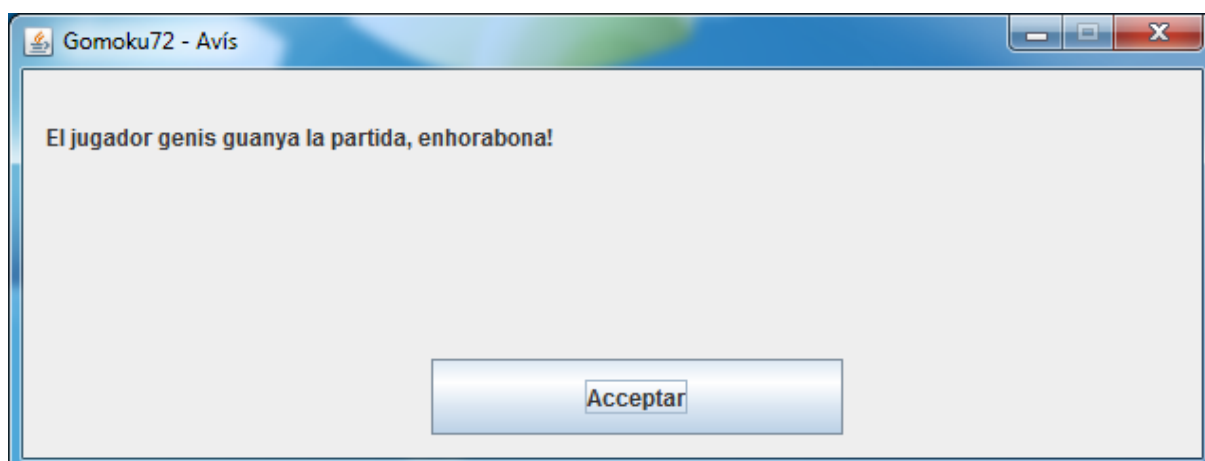 Gomoku72 - Avís
El jugador genis guanya la partida, enhorabona!
Acceptar